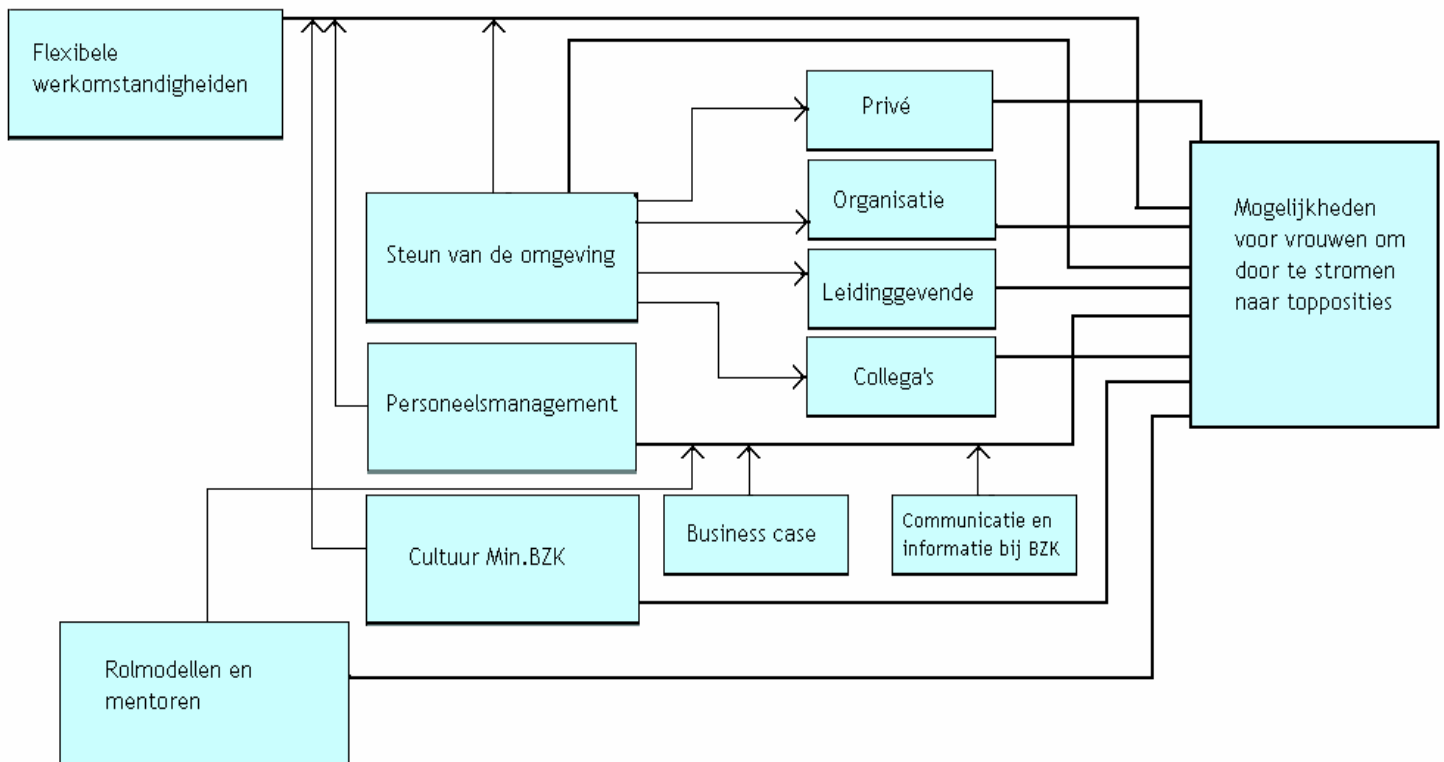 Flexibele
werkomstandigheiden
Privé
Organisatie
Steun van de omgeving
Leidinggevende
Collega's
Mogelijkheden
voor vrouwen om
door te stromen
naar topposities
Personeelsmanagement
Cultuur Min.BZK
Business case
Communicatie en
informatie bij BZK
Rolmodellen en
mentoren